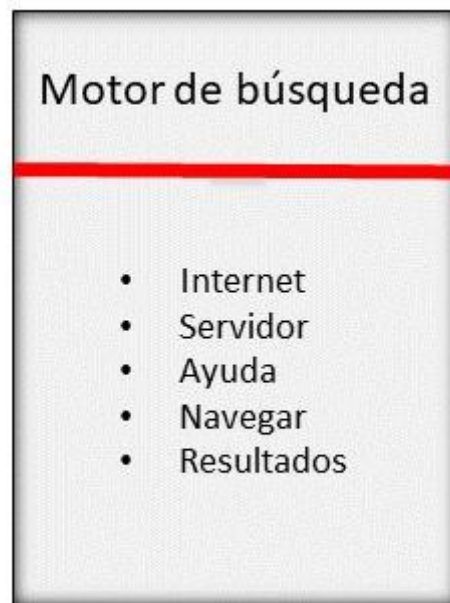 Motor de búsqueda
• Internet
• Servidor
• Ayuda
• Navegar
• Resultados